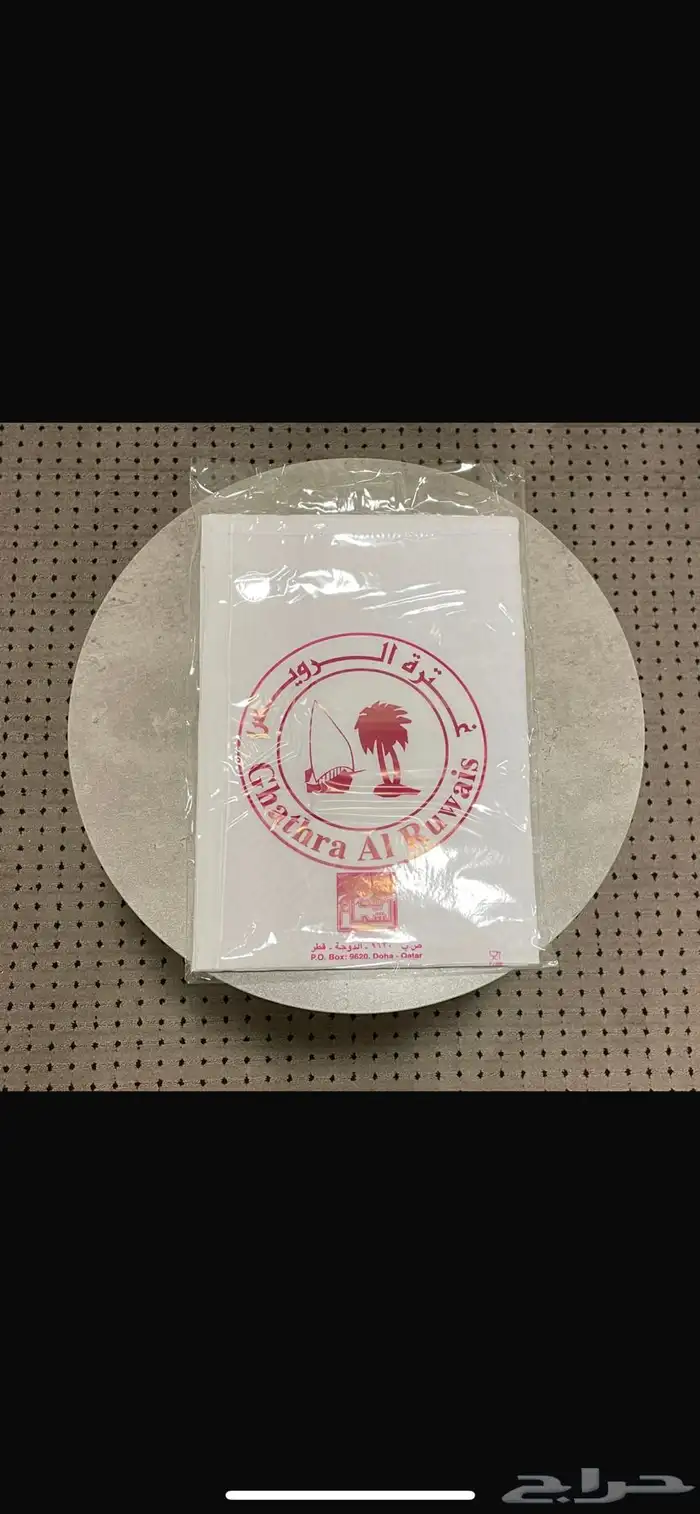 غترة الرويس
Ghathra Al Ruwais
ص.ب ٩٦٢٠ - الدوحة - قطر
P.O. Box: 9620, Doha - Qatar
حراج